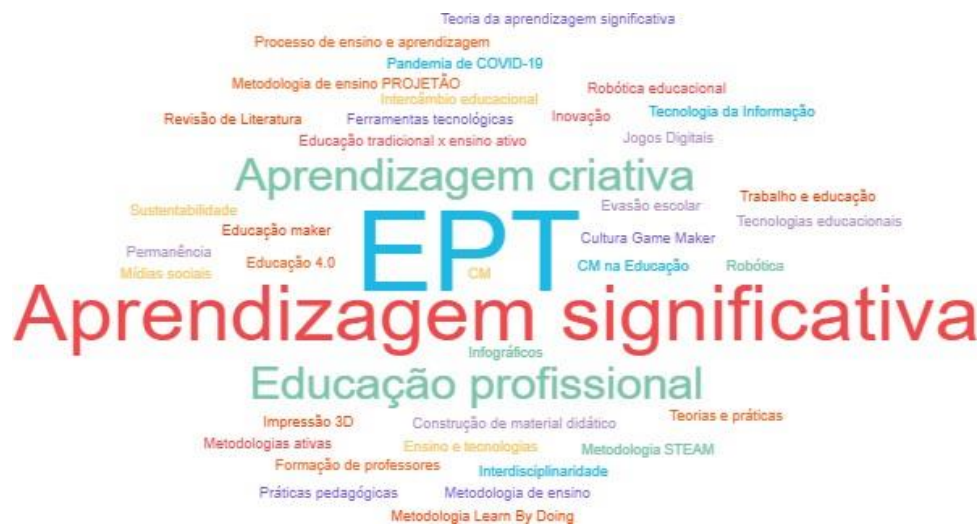 Teoria da aprendizagem significativa
Processo de ensino e aprendizagem
Pandemia de COVID-19
Metodologia de ensino PROJETÃO
Robótica educacional
Intercâmbio educacional
Tecnologia da Informação
Revisão de Literatura
Ferramentas tecnológicas
Inovação
Educação tradicional x ensino ativo
Jogos Digitais
Aprendizagem criativa
Trabalho e educação
Sustentabilidade
Evasão escolar
Tecnologias educacionais
Educação maker
EPT
Cultura Game Maker
Permanência
Mídias sociais
Educação 4.0
CM
CM na Educação
Robótica
Aprendizagem significativa
Infográficos
Educação profissional
Impressão 3D
Construção de material didático
Teorias e práticas
Metodologias ativas
Ensino e tecnologias
Metodologia STEAM
Formação de professores
Interdisciplinaridade
Práticas pedagógicas
Metodologia de ensino
Metodologia Learn By Doing